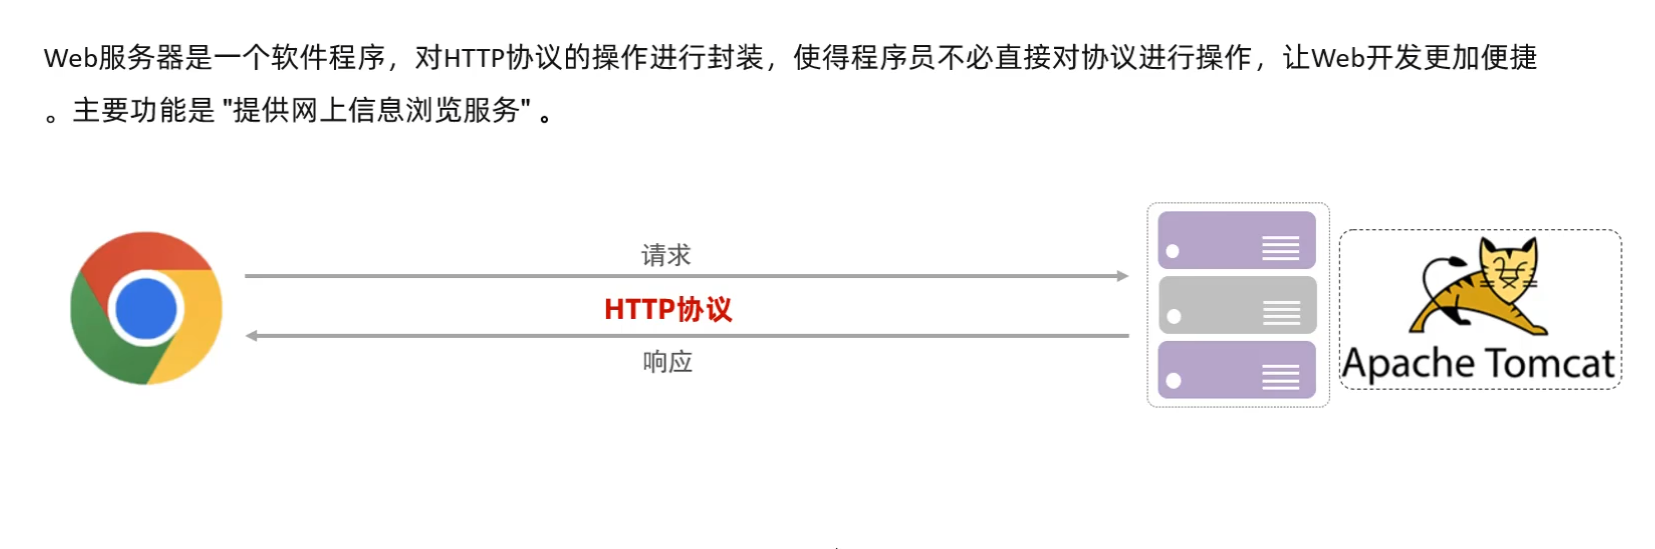 Web服务器是一个软件程序，对HTTP协议的操作进行封装，使得程序员不必直接对协议进行操作，让Web开发更加便捷
。主要功能是 "提供网上信息浏览服务" 。
请求
HTTP协议
响应
Apache Tomcat